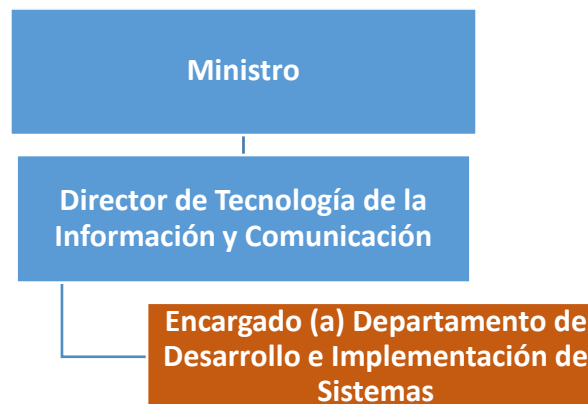 Ministro
Director de Tecnología de la
Información y Comunicación
Encargado (a) Departamento de
Desarrollo e Implementación de
Sistemas